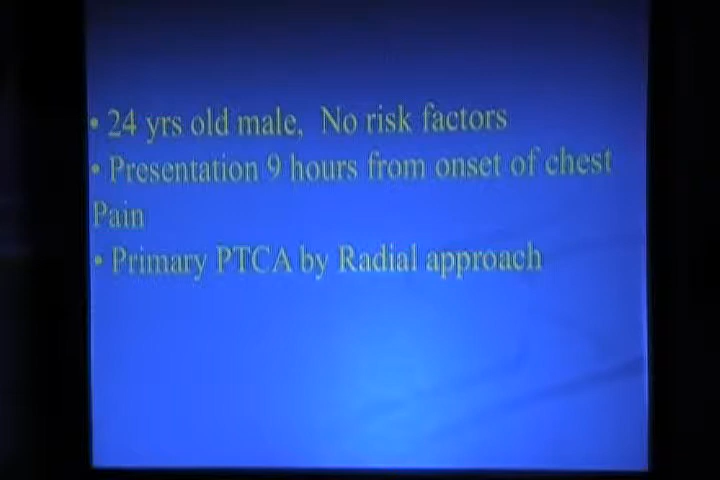 • 24 yrs old male, No risk factors
• Presentation 9 hours from onset of chest
Pain
• Primary PTCA by Radial approach